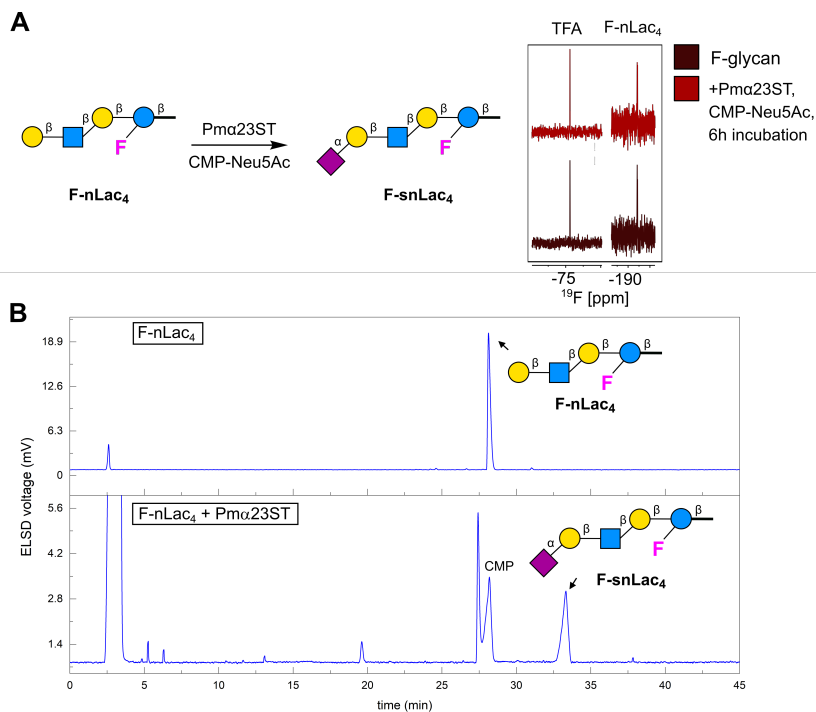 A
TFA
F-nLac4
F-glycan
+Pmα23ST,
CMP-Neu5Ac,
6h incubation
β
β
β
β
F
F-nLac4
Pmα23ST
CMP-Neu5Ac
α
β
β
β
β
F
F-snLac4
-75
-190
19F [ppm]
B
F-nLac4
18.9
12.6
6.3
0
β
β
β
β
F
F-nLac4
ELSD voltage (mV)
F-nLac4 + Pmα23ST
5.6
4.2
2.8
1.4
CMP
α
β
β
β
β
F
F-snLac4
0
5
10
15
20
25
30
35
40
45
time (min)